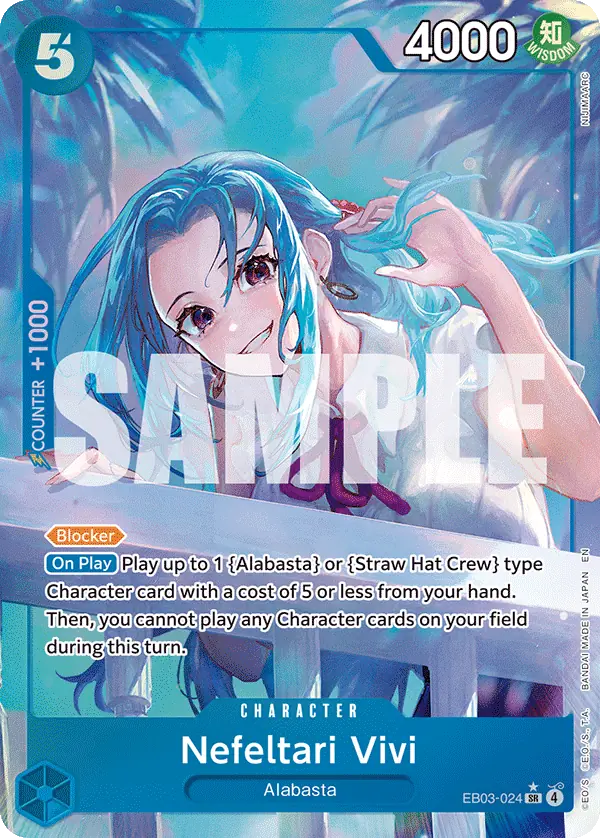 5
4000
知
WISDOM
NIJIMAARC
COUNTER +1000
SAMPLE
Blocker
On Play Play up to 1 {Alabasta} or {Straw Hat Crew} type
Character card with a cost of 5 or less from your hand.
Then, you cannot play any Character cards on your field
during this turn.
CHARACTER
Nefeltari Vivi
Alabasta
EB03-024 ★ SR 4
©E.O/S ©E.O./S., T.A. BANDAI MADE IN JAPAN EN